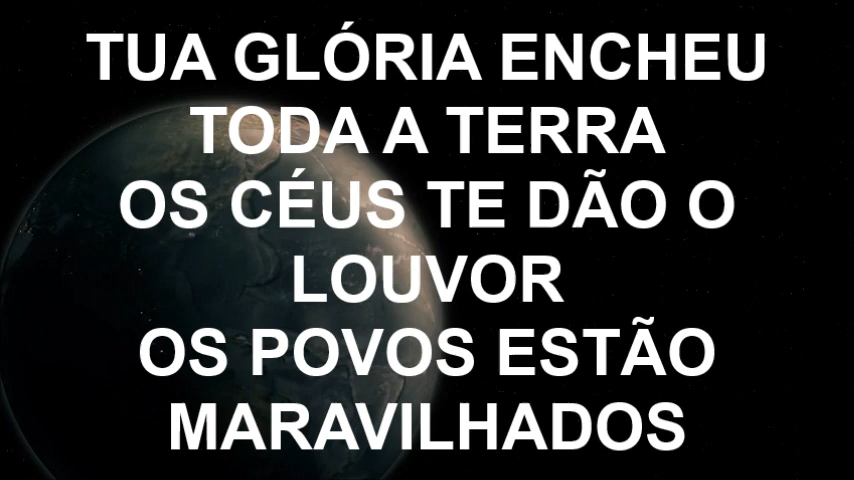 TUA GLÓRIA ENCHEU
TODA A TERRA
OS CÉUS TE DÃO O
LOUVOR
OS POVOS ESTÃO
MARAVILHADOS